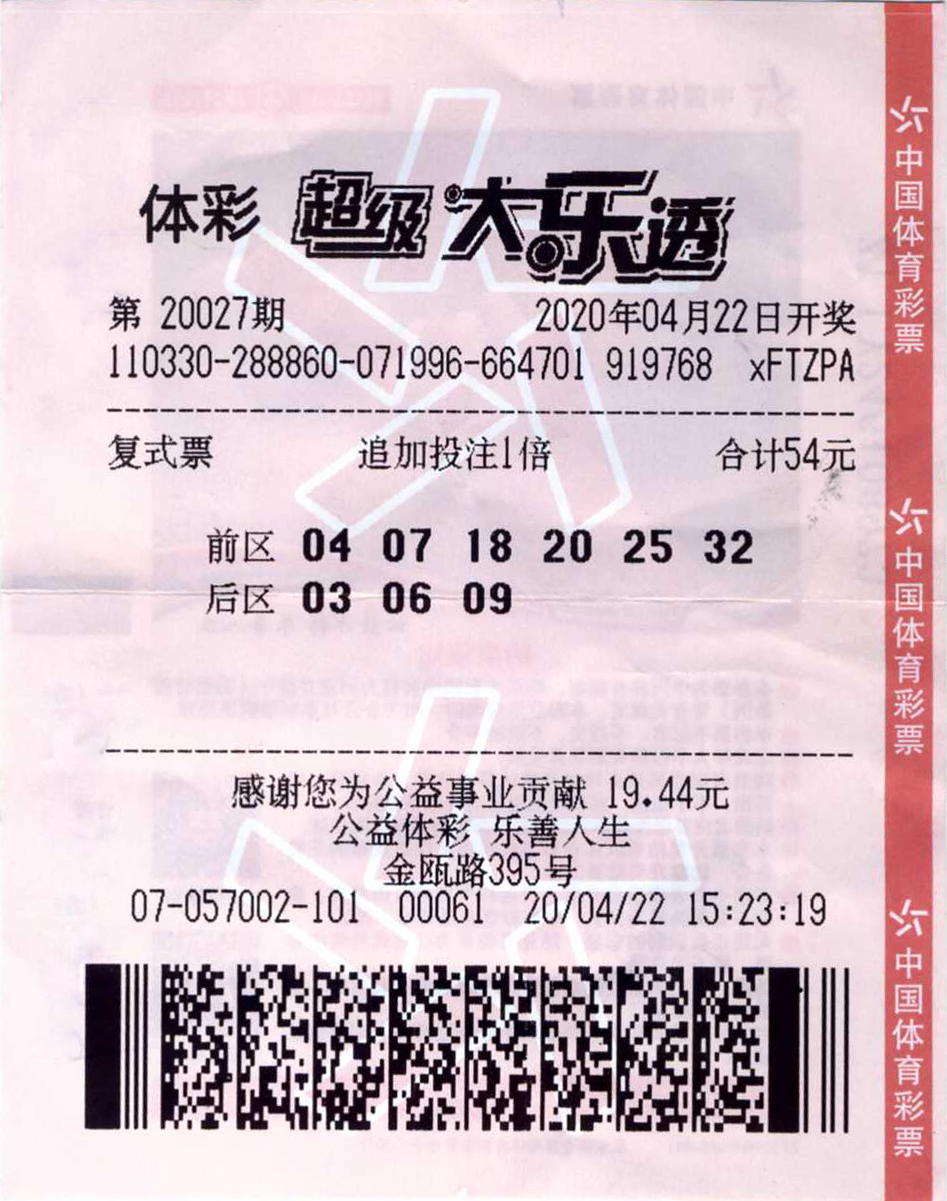 体彩 超级大乐透
第 20027期 2020年04月22日开奖
110330-288860-071996-664701 919768 xFTZPA
复式票 追加投注1倍 合计54元
前区 04 07 18 20 25 32
后区 03 06 09
感谢您为公益事业贡献 19.44元
公益体彩 乐善人生
金瓯路395号
07-057002-101 00061 20/04/22 15:23:19
中国体育彩票
中国体育彩票
中国体育彩票